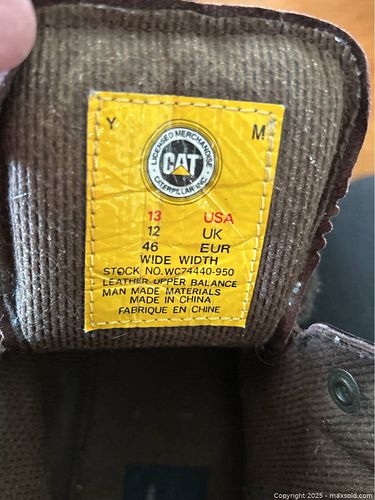 Y M
LICENSED MERCHANDISE
CAT
CATERPILLAR INC.
13 USA
12 UK
46 EUR
WIDE WIDTH
STOCK NO.WC74440-950
LEATHER UPPER BALANCE
MAN MADE MATERIALS
MADE IN CHINA
FABRIQUE EN CHINE
Copyright 2025 - maxsold.com